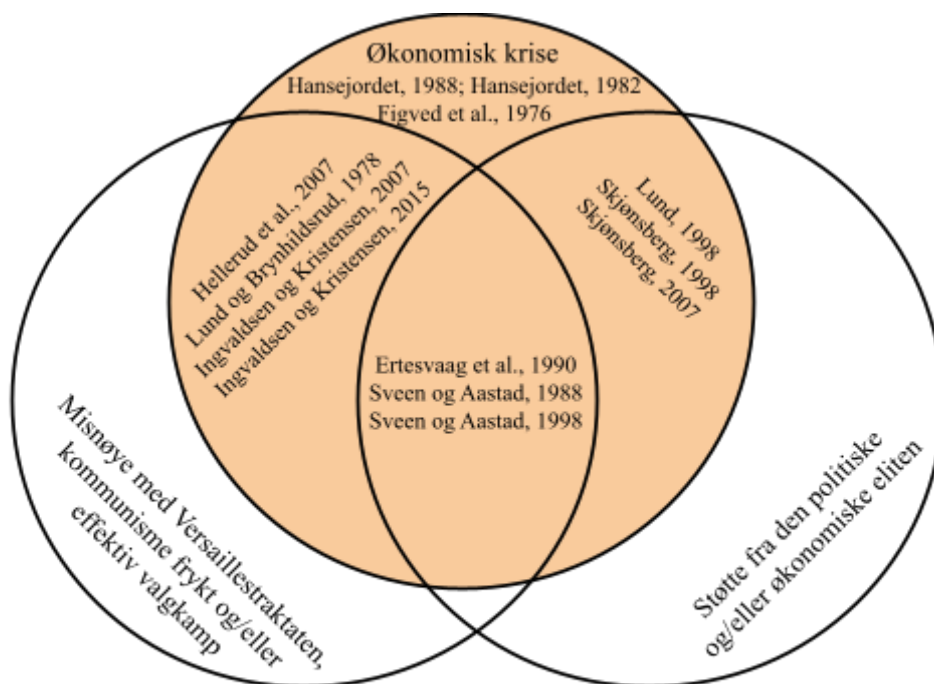 Økonomisk krise
Hansejordet, 1988; Hansejordet, 1982
Figved et al., 1976
Hellerud et al., 2007
Lund og Brynhildsrud, 1978
Ingvaldsen og Kristensen, 2007
Ingvaldsen og Kristensen, 2015
Lund, 1998
Skjønsberg, 1998
Skjønsberg, 2007
Ertesvaag et al., 1990
Sveen og Aastad, 1988
Sveen og Aastad, 1998
Misnøye med Versaillestraktaten,
kommunisme frykt og/eller
effektiv valgkamp
Støtte fra den politiske
og/eller økonomiske eliten